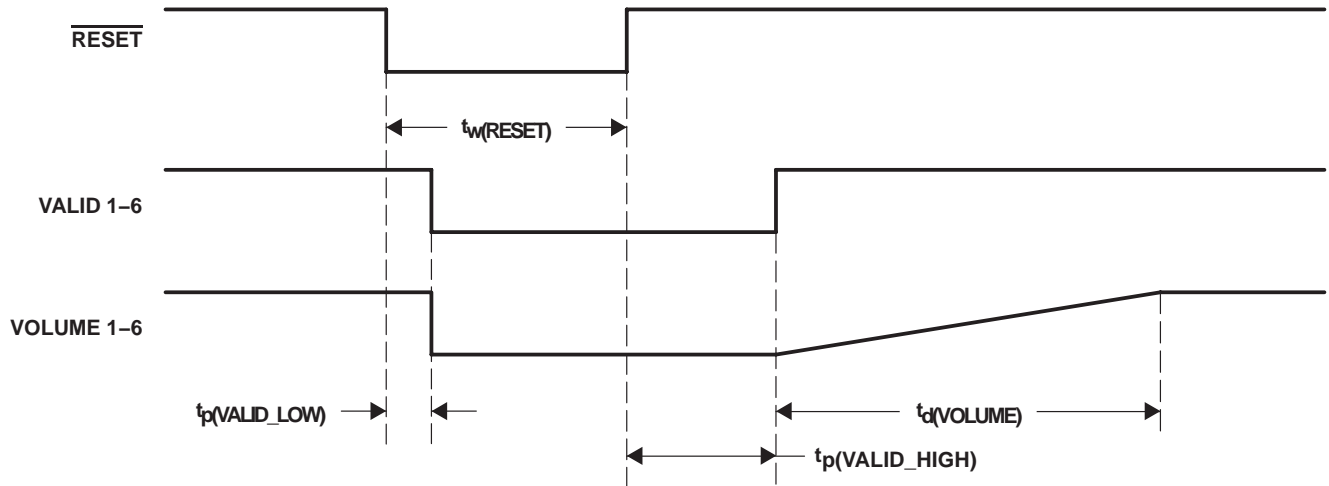 RESET
tw(RESET)
VALID 1–6
VOLUME 1–6
tp(VALID_LOW)
td(VOLUME)
tp(VALID_HIGH)